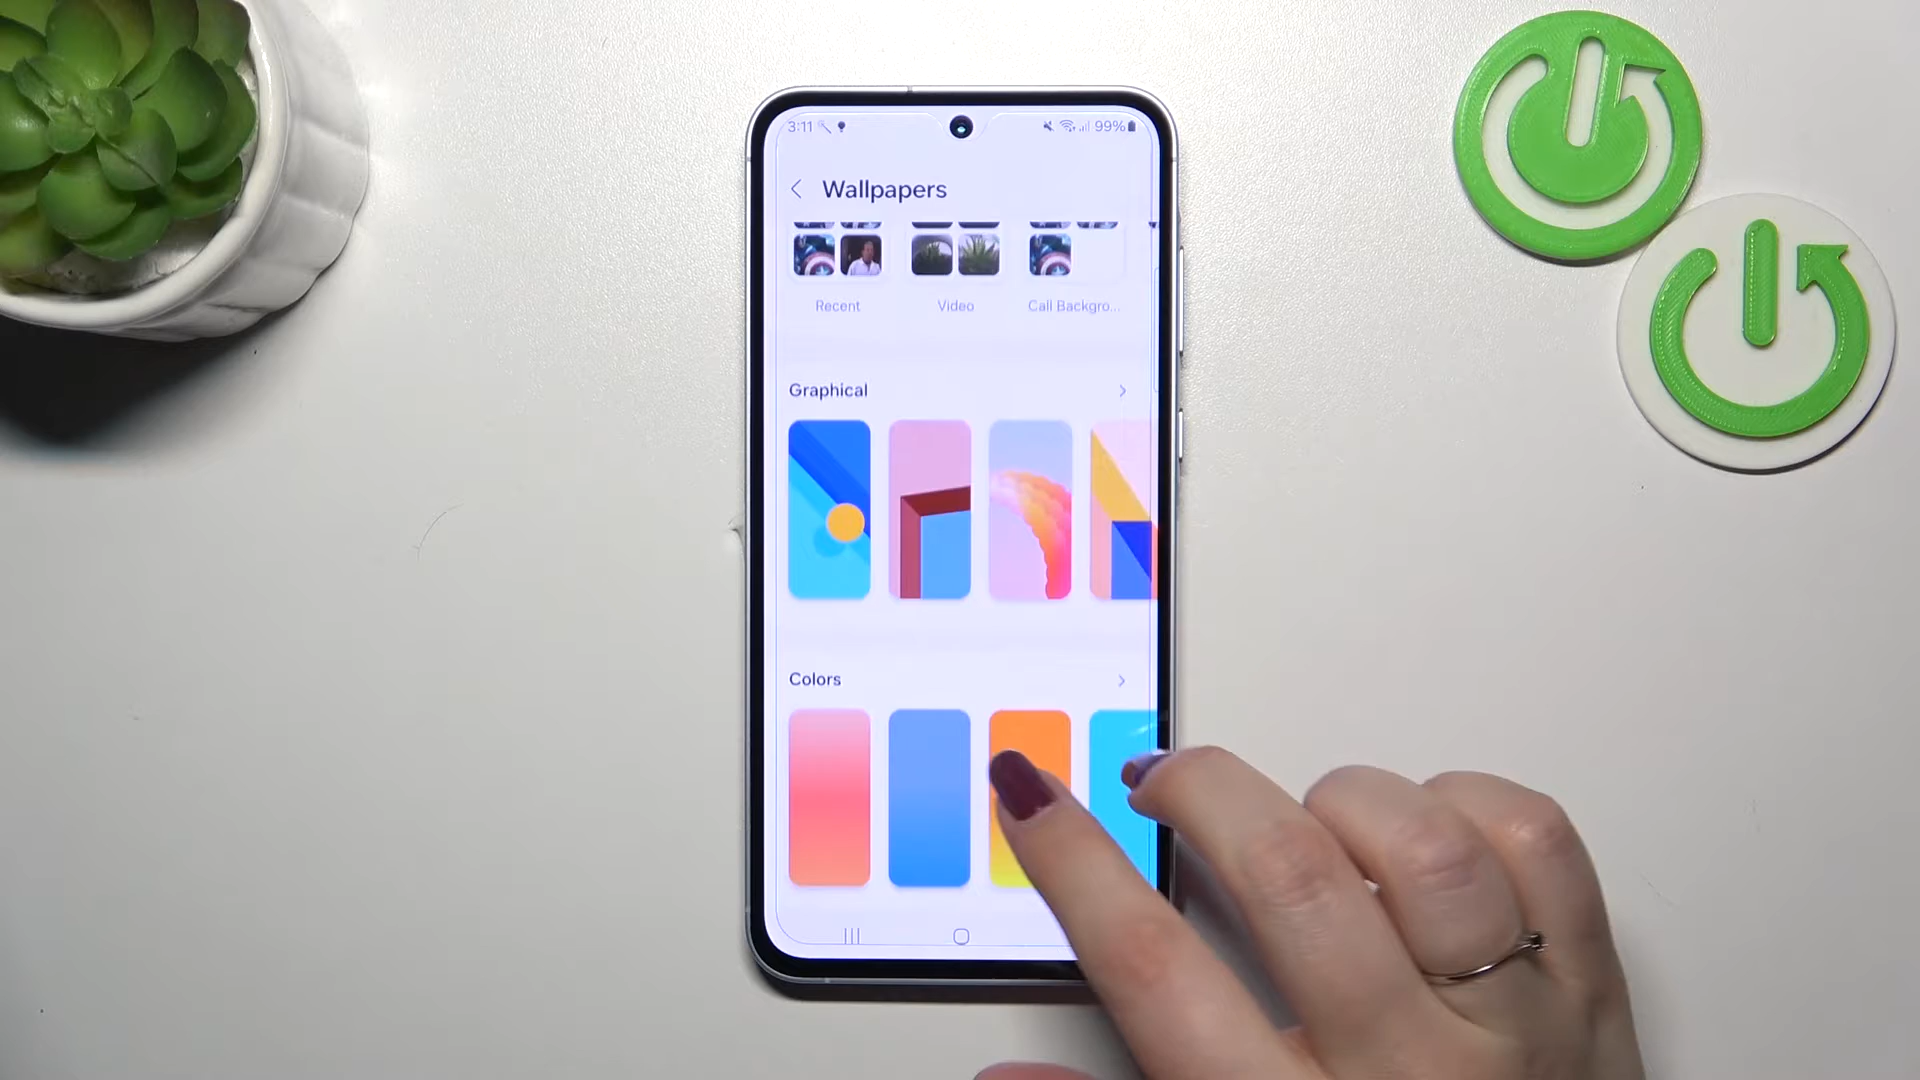 3:11 99%
Wallpapers
Recent Video Call Backgro...
Graphical
Colors